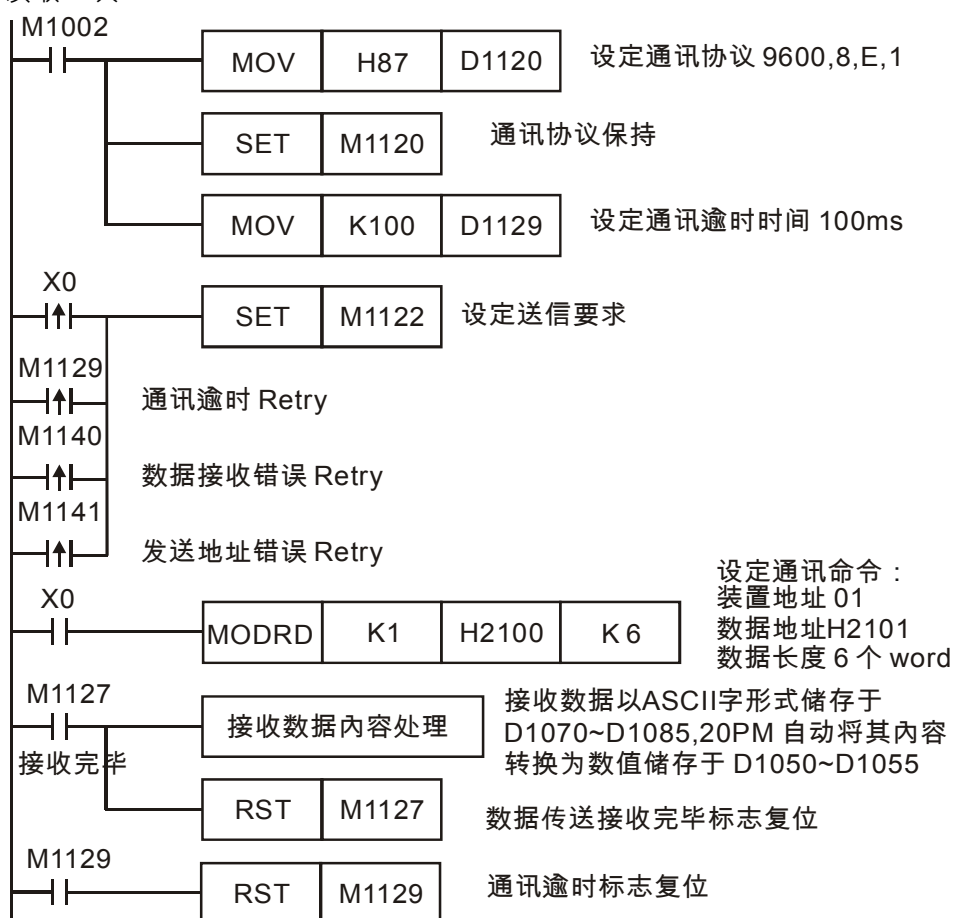 M1002
MOV H87 D1120 设定通讯协议 9600,8,E,1
SET M1120 通讯协议保持
MOV K100 D1129 设定通讯逾时时间 100ms
X0
SET M1122 设定送信要求
M1129
通讯逾时 Retry
M1140
数据接收错误 Retry
M1141
发送地址错误 Retry
X0
MODRD K1 H2100 K 6
设定通讯命令：
装置地址 01
数据地址H2101
数据长度 6 个 word
M1127
接收完毕
接收数据内容处理
接收数据以ASCII字形式储存于
D1070~D1085,20PM 自动将其内容
转换为数值储存于 D1050~D1055
RST M1127 数据传送接收完毕标志复位
M1129
RST M1129 通讯逾时标志复位